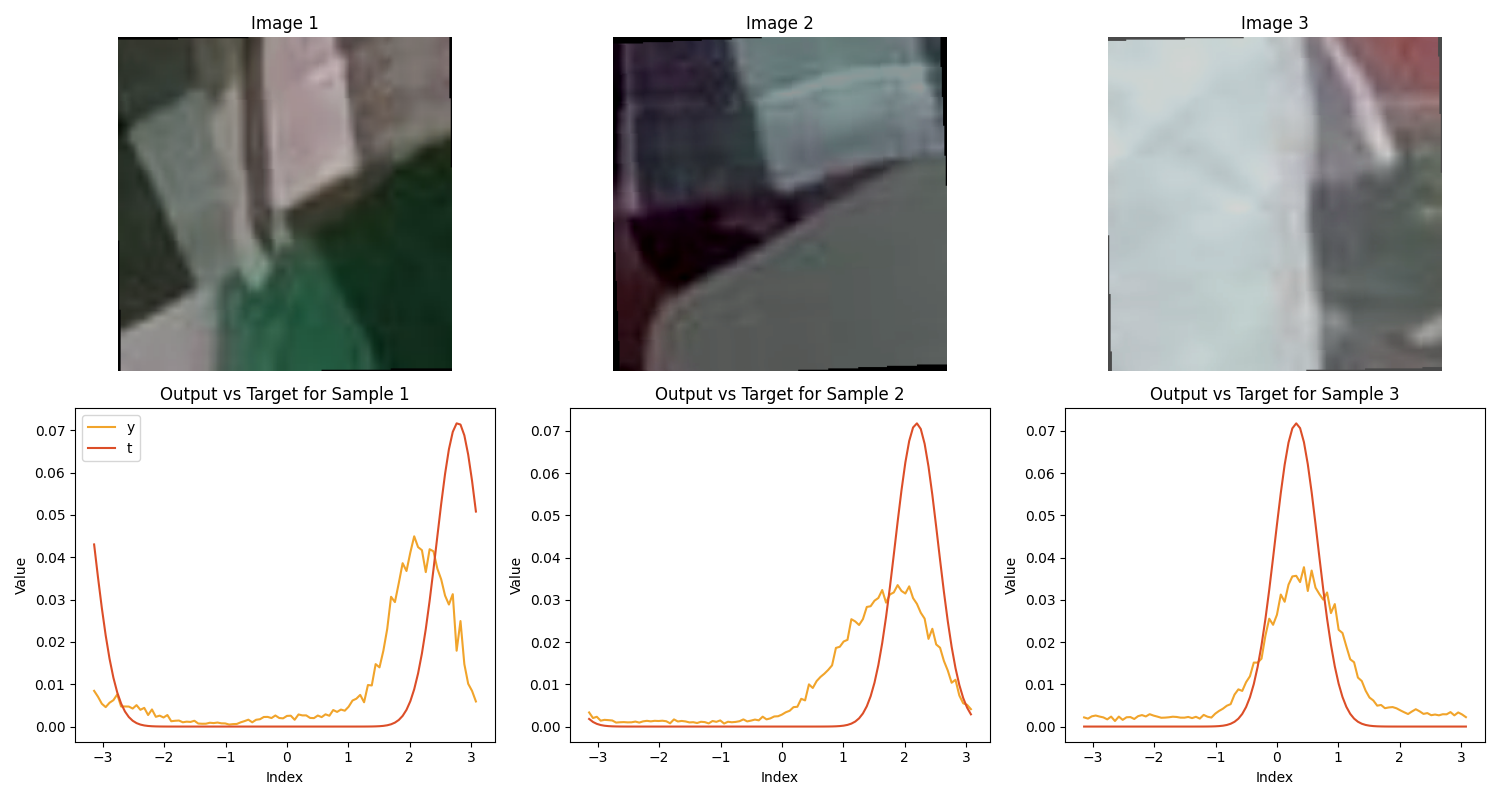 Image 1
Image 2
Image 3
Output vs Target for Sample 1
Output vs Target for Sample 2
Output vs Target for Sample 3
y
t
Value
0.07
0.06
0.05
0.04
0.03
0.02
0.01
0.00
−3 −2 −1 0 1 2 3
Index
Value
0.07
0.06
0.05
0.04
0.03
0.02
0.01
0.00
−3 −2 −1 0 1 2 3
Index
Value
0.07
0.06
0.05
0.04
0.03
0.02
0.01
0.00
−3 −2 −1 0 1 2 3
Index